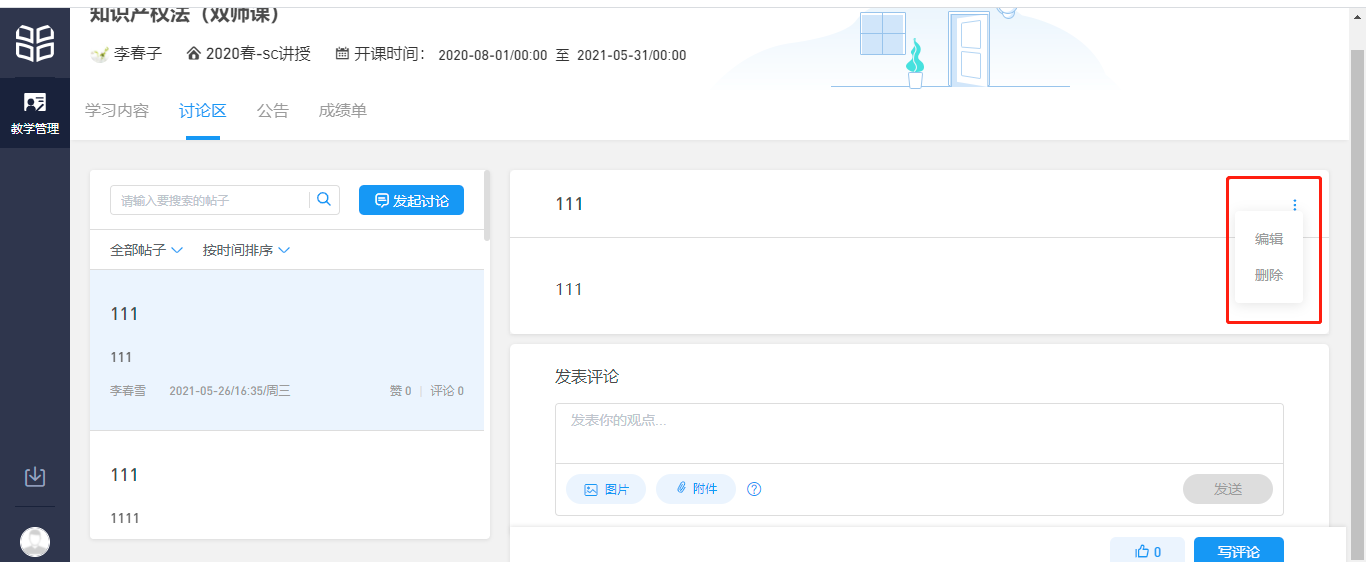 知识产权法（双师课）
李春子 2020春-sc讲授 开课时间： 2020-08-01/00:00 至 2021-05-31/00:00
教学管理
学习内容 讨论区 公告 成绩单
请输入要搜索的帖子 发起讨论
全部帖子 按时间排序
111
111
李春雪 2021-05-26/16:35/周三 赞 0 | 评论 0
111
1111
111
编辑
删除
111
发表评论
发表你的观点...
图片 附件 发送
0 写评论